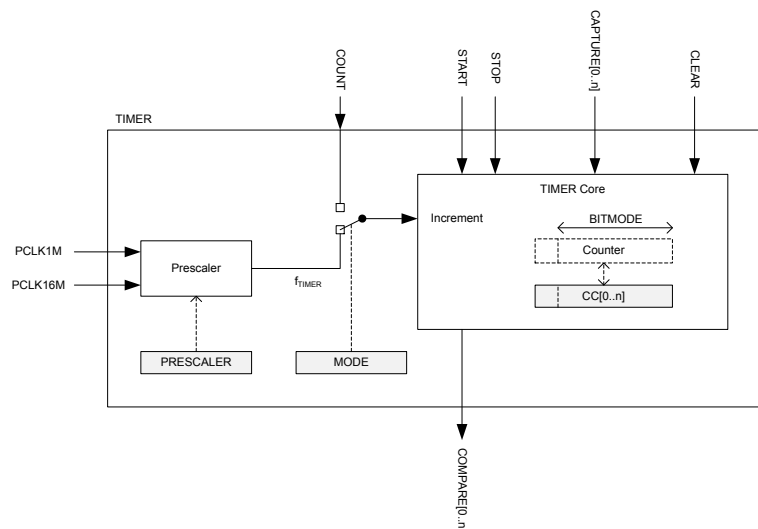 COUNT
START
STOP
CAPTURE[0..n]
CLEAR
TIMER
TIMER Core
Increment
BITMODE
Counter
CC[0..n]
PCLK1M
PCLK16M
Prescaler
fTIMER
PRESCALER
MODE
COMPARE[0..n